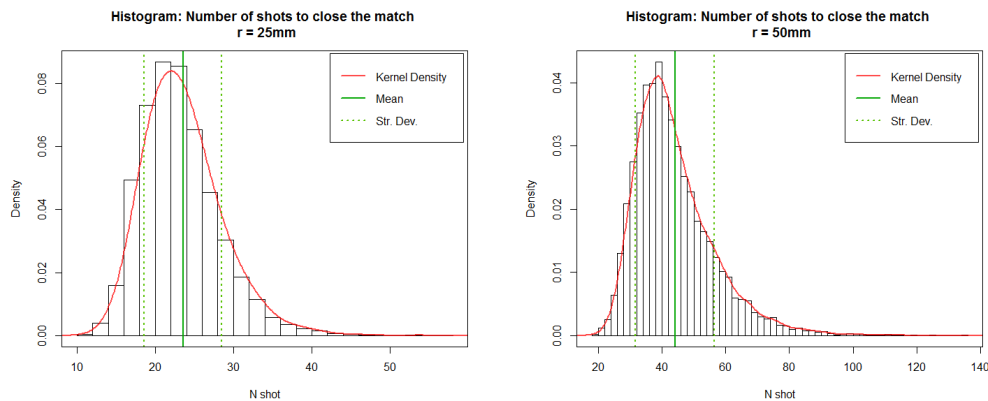 Histogram: Number of shots to close the match
r = 25mm
Kernel Density
Mean
Str. Dev.
Density
0.00
0.02
0.04
0.06
0.08
10
20
30
40
50
N shot
Histogram: Number of shots to close the match
r = 50mm
Kernel Density
Mean
Str. Dev.
Density
0.00
0.01
0.02
0.03
0.04
20
40
60
80
100
120
140
N shot